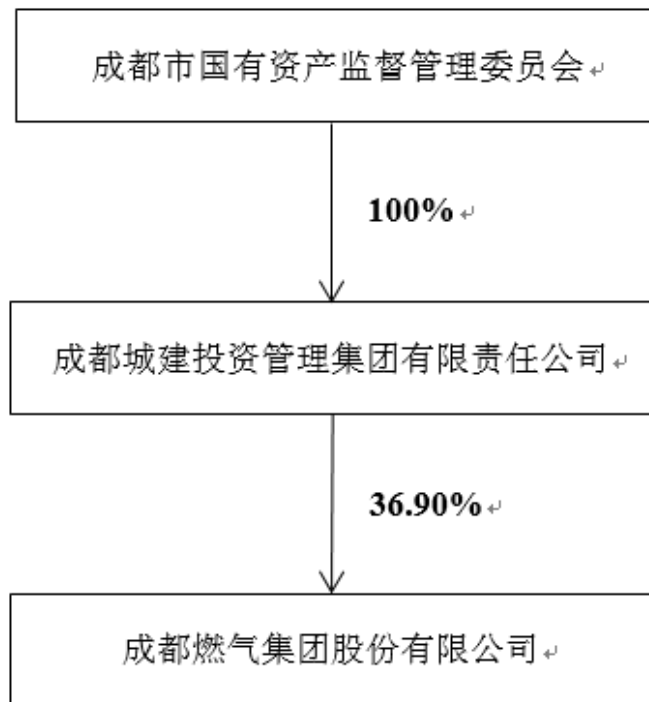 成都市国有资产监督管理委员会
100%
成都城建投资管理集团有限责任公司
36.90%
成都燃气集团股份有限公司